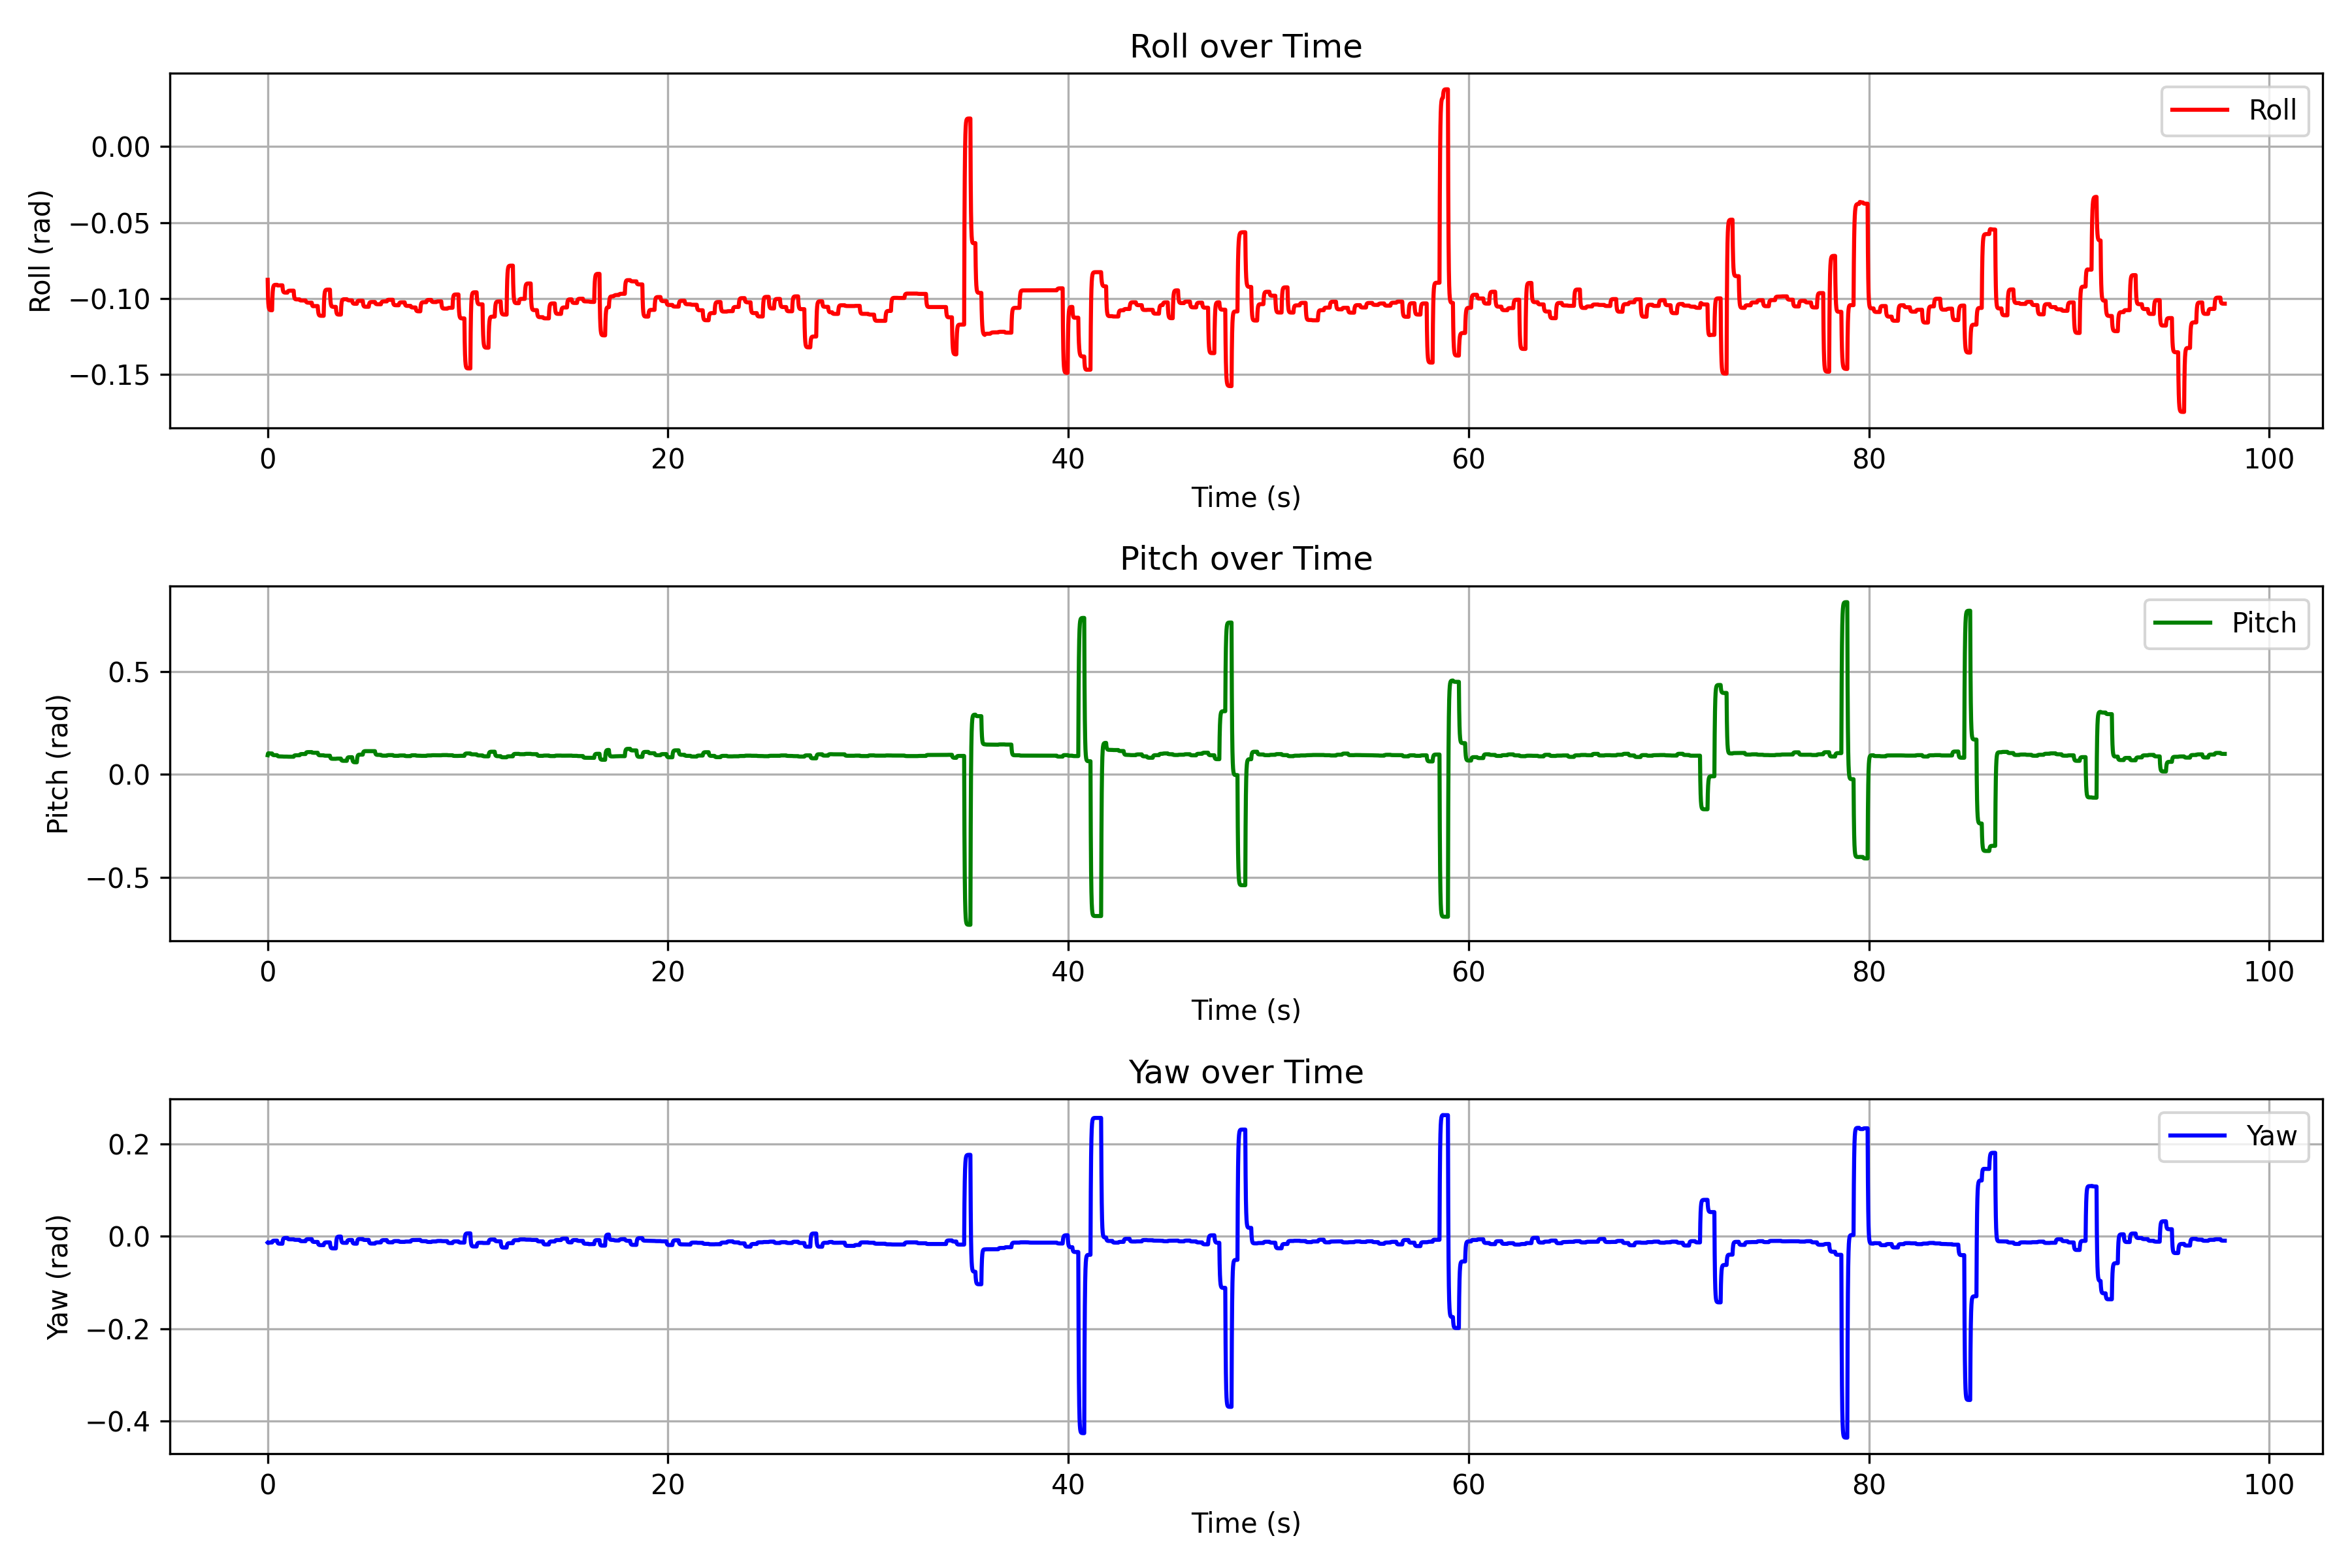 Roll over Time
Roll
0.00
−0.05
−0.10
−0.15
Roll (rad)
0 20 40 60 80 100
Time (s)
Pitch over Time
Pitch
0.5
0.0
−0.5
Pitch (rad)
0 20 40 60 80 100
Time (s)
Yaw over Time
Yaw
0.2
0.0
−0.2
−0.4
Yaw (rad)
0 20 40 60 80 100
Time (s)